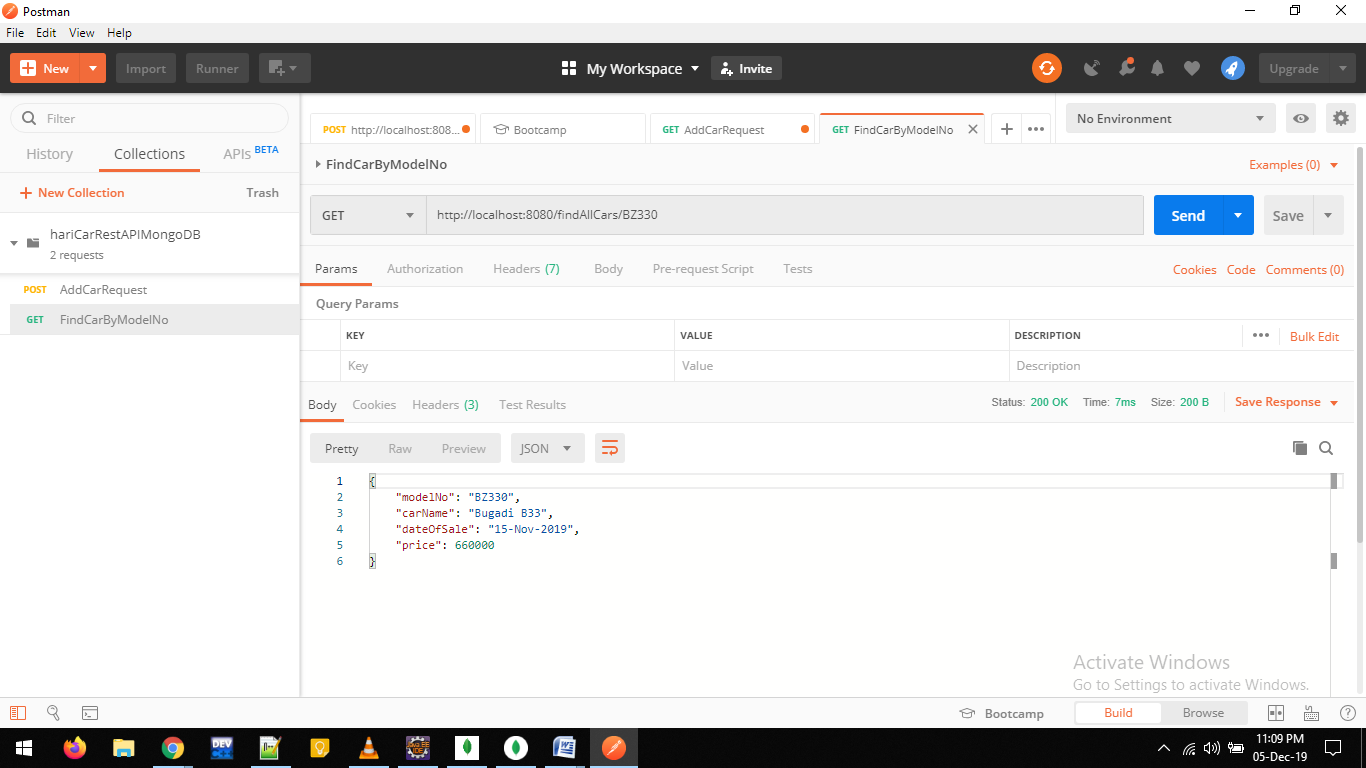 Postman
File Edit View Help
New Import Runner My Workspace Invite Upgrade
Filter
History Collections APIs BETA
New Collection Trash
hariCarRestAPIMongoDB
2 requests
POST AddCarRequest
GET FindCarByModelNo
POST http://localhost:808... Bootcamp GET AddCarRequest GET FindCarByModelNo No Environment
FindCarByModelNo Examples (0)
GET http://localhost:8080/findAllCars/BZ330 Send Save
Params Authorization Headers (7) Body Pre-request Script Tests Cookies Code Comments (0)
Query Params
KEY VALUE DESCRIPTION Bulk Edit
Key Value Description
Body Cookies Headers (3) Test Results Status: 200 OK Time: 7ms Size: 200 B Save Response
Pretty Raw Preview JSON
1 {
2 "modelNo": "BZ330",
3 "carName": "Bugadi B33",
4 "dateOfSale": "15-Nov-2019",
5 "price": 660000
6 }
Activate Windows
Go to Settings to activate Windows.
Bootcamp Build Browse
DEV
11:09 PM
05-Dec-19